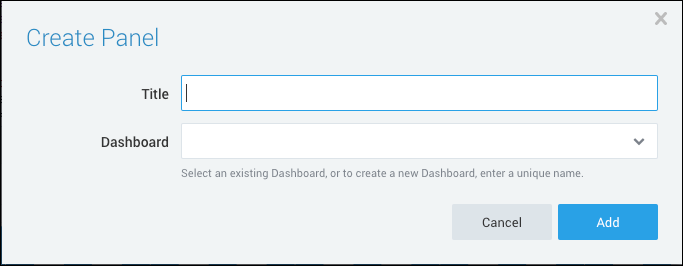 Create Panel
Title
Dashboard
Select an existing Dashboard, or to create a new Dashboard, enter a unique name.
Cancel
Add